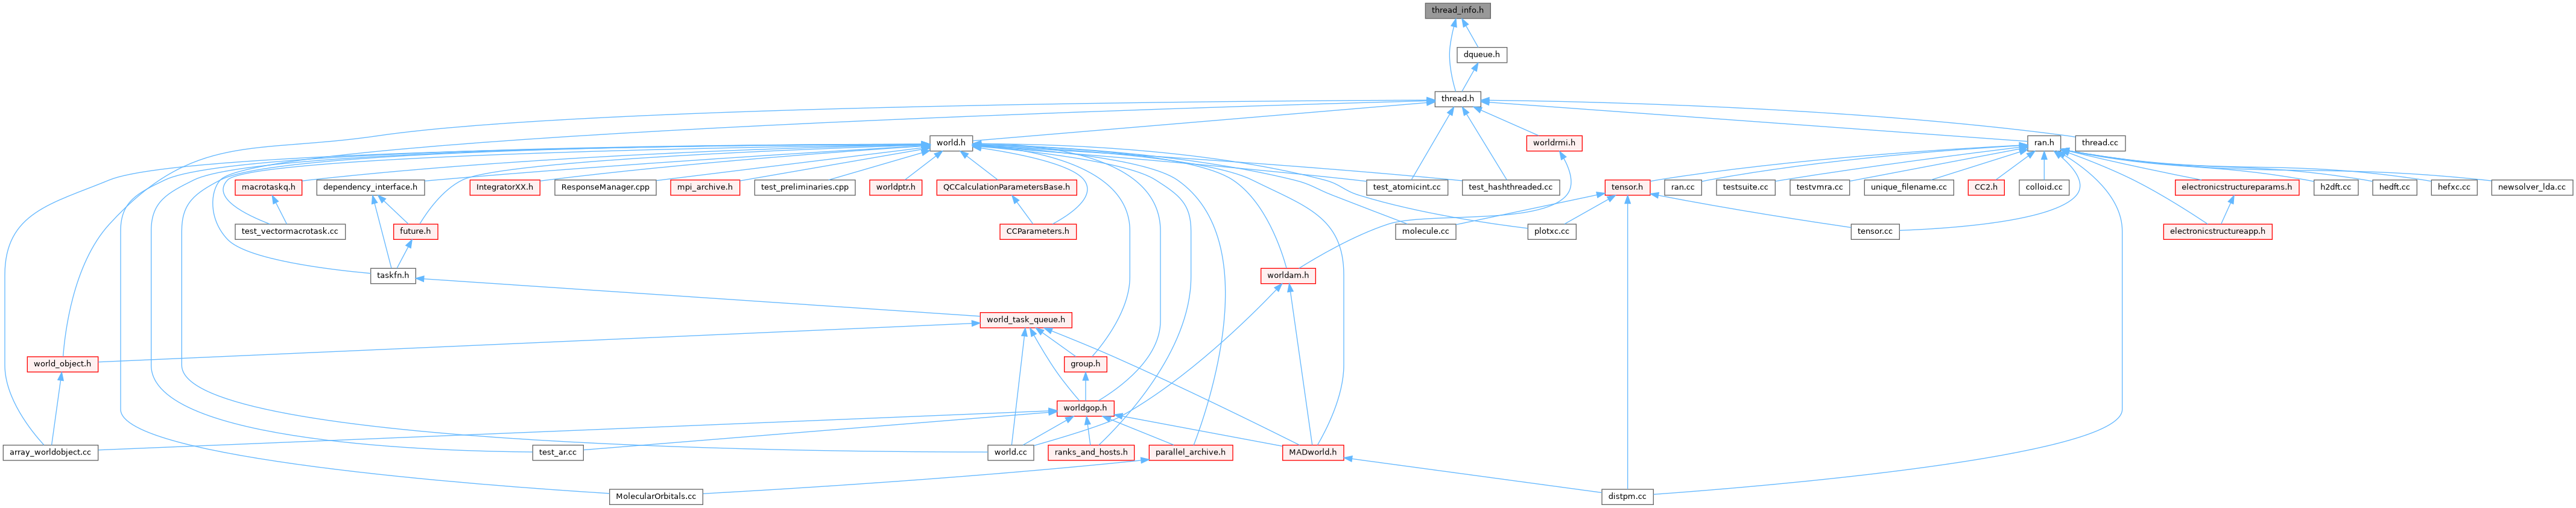 thread_info.h
dqueue.h
thread.h
world.h
worldrmi.h
ran.h
thread.cc
macrotaskq.h
dependency_interface.h
IntegratorXX.h
ResponseManager.cpp
mpi_archive.h
test_preliminaries.cpp
worldptr.h
QCCalculationParametersBase.h
test_atomicint.cc
test_hashthreaded.cc
tensor.h
ran.cc
testsuite.cc
testvmra.cc
unique_filename.cc
CC2.h
colloid.cc
electronicstructureparams.h
h2dft.cc
hedft.cc
hefxc.cc
newsolver_lda.cc
test_vectormacrotask.cc
future.h
CCParameters.h
molecule.cc
plotxc.cc
tensor.cc
electronicstructureapp.h
taskfn.h
worldam.h
world_task_queue.h
world_object.h
group.h
worldgop.h
array_worldobject.cc
test_ar.cc
world.cc
ranks_and_hosts.h
parallel_archive.h
MADworld.h
MolecularOrbitals.cc
distpm.cc